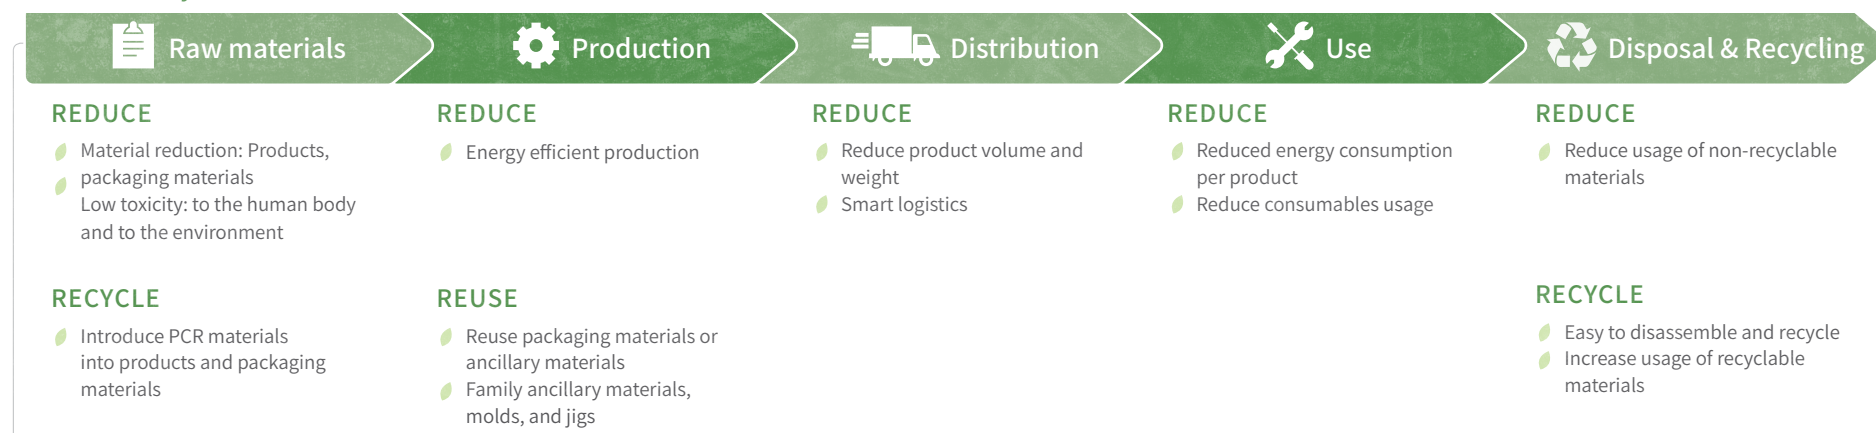 Raw materials
Production
Distribution
Use
Disposal & Recycling
REDUCE
Material reduction: Products,
packaging materials
Low toxicity: to the human body
and to the environment
RECYCLE
Introduce PCR materials
into products and packaging
materials
REDUCE
Energy efficient production
REUSE
Reuse packaging materials or
ancillary materials
Family ancillary materials,
molds, and jigs
REDUCE
Reduce product volume and
weight
Smart logistics
REDUCE
Reduced energy consumption
per product
Reduce consumables usage
REDUCE
Reduce usage of non-recyclable
materials
RECYCLE
Easy to disassemble and recycle
Increase usage of recyclable
materials